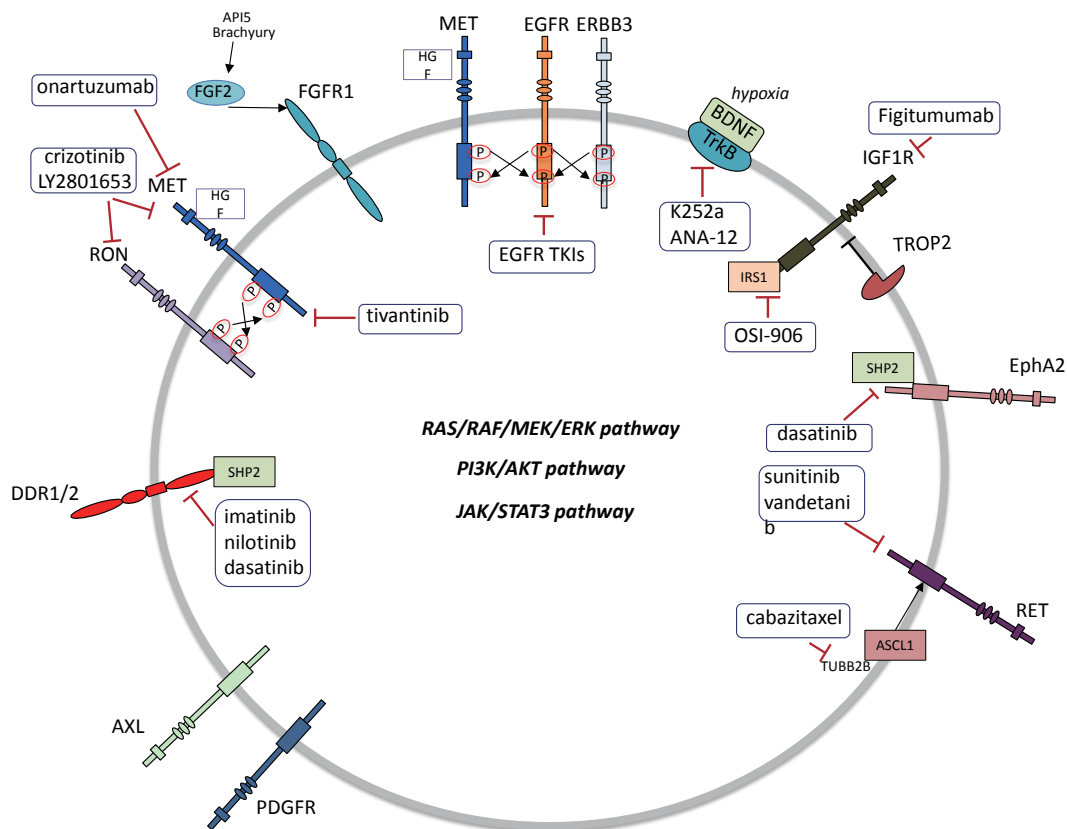 API5
Brachyury
FGF2
FGFR1
MET
EGFR
ERBB3
HG
F
P
P
P
P
P
P
P
P
hypoxia
BDNF
TrkB
K252a
ANA-12
EGFR TKIs
onartuzumab
crizotinib
LY2801653
MET
HG
F
RON
P
P
P
P
tivantinib
Figitumumab
IGF1R
IRS1
TROP2
OSI-906
SHP2
EphA2
dasatinib
RAS/RAF/MEK/ERK pathway
PI3K/AKT pathway
JAK/STAT3 pathway
DDR1/2
SHP2
imatinib
nilotinib
dasatinib
sunitinib
vandetani
b
RET
cabazitaxel
TUBB2B
ASCL1
AXL
PDGFR